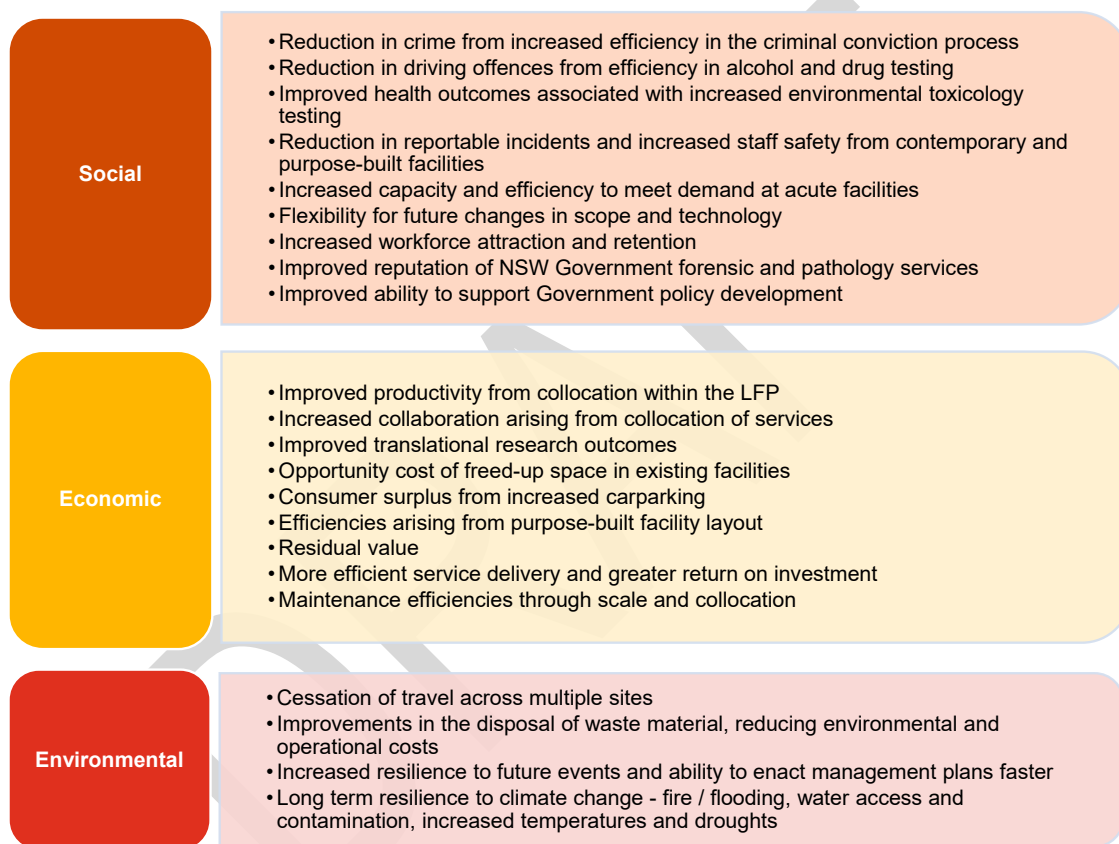 Social
• Reduction in crime from increased efficiency in the criminal conviction process
• Reduction in driving offences from efficiency in alcohol and drug testing
• Improved health outcomes associated with increased environmental toxicology
testing
• Reduction in reportable incidents and increased staff safety from contemporary and
purpose-built facilities
• Increased capacity and efficiency to meet demand at acute facilities
• Flexibility for future changes in scope and technology
• Increased workforce attraction and retention
• Improved reputation of NSW Government forensic and pathology services
• Improved ability to support Government policy development
Economic
• Improved productivity from collocation within the LFP
• Increased collaboration arising from collocation of services
• Improved translational research outcomes
• Opportunity cost of freed-up space in existing facilities
• Consumer surplus from increased carparking
• Efficiencies arising from purpose-built facility layout
• Residual value
• More efficient service delivery and greater return on investment
• Maintenance efficiencies through scale and collocation
Environmental
• Cessation of travel across multiple sites
• Improvements in the disposal of waste material, reducing environmental and
operational costs
• Increased resilience to future events and ability to enact management plans faster
• Long term resilience to climate change - fire / flooding, water access and
contamination, increased temperatures and droughts